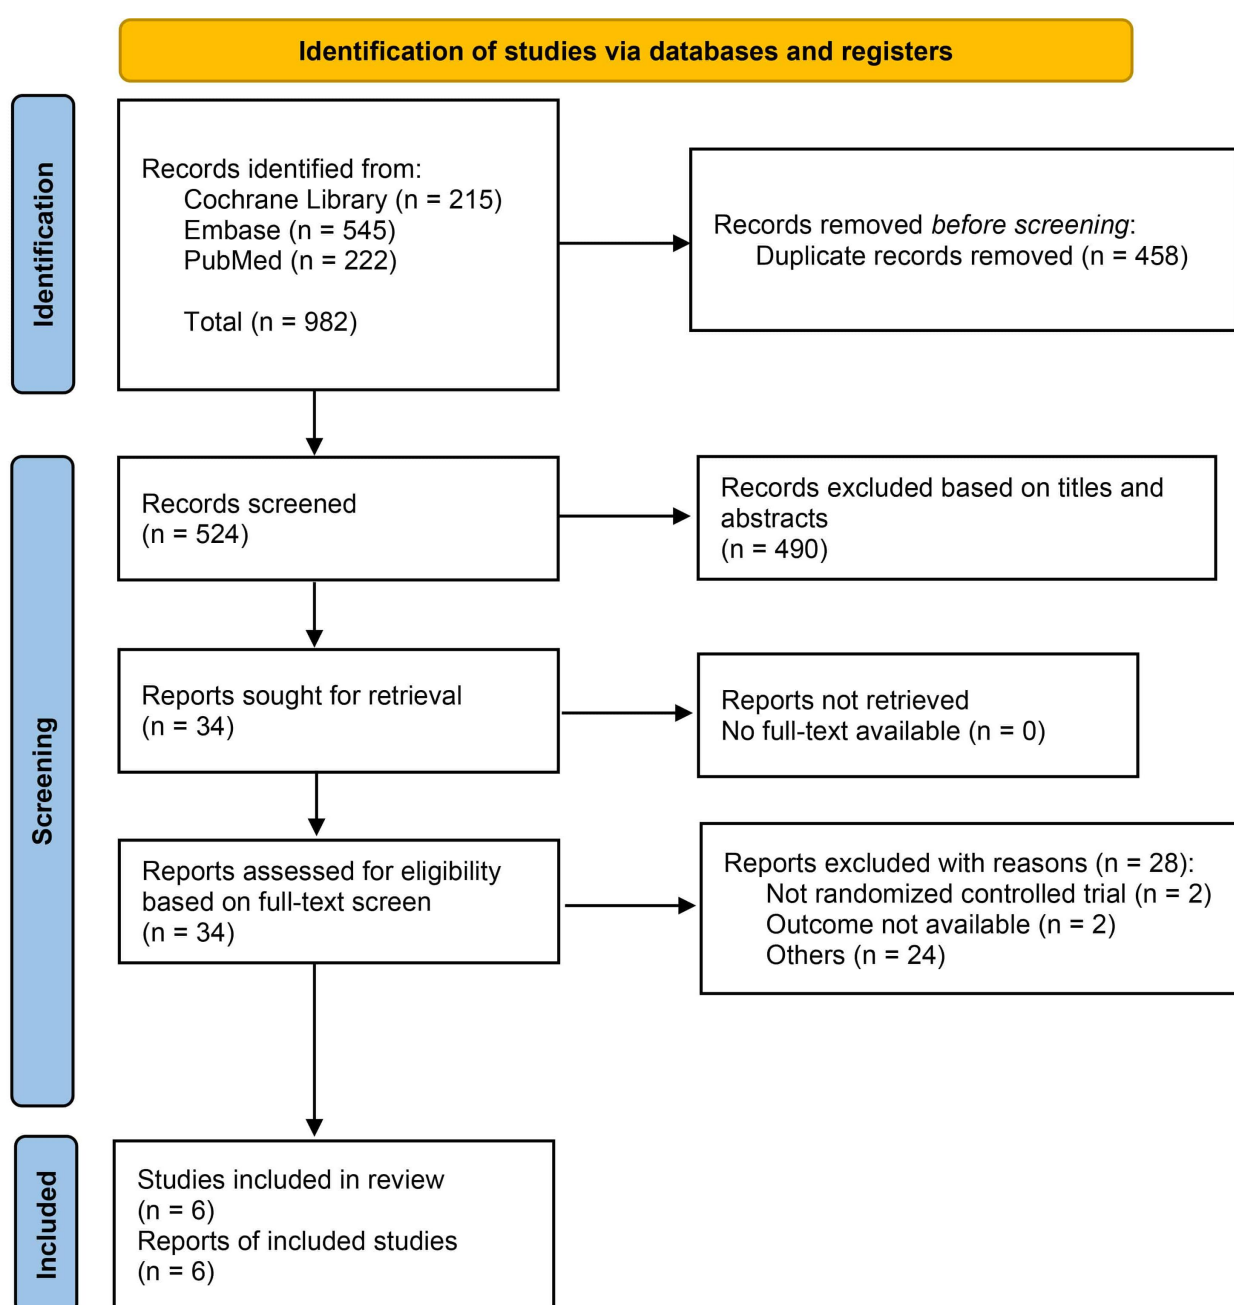 Identification of studies via databases and registers
Identification
Records identified from:
Cochrane Library (n = 215)
Embase (n = 545)
PubMed (n = 222)
Total (n = 982)
Records removed before screening:
Duplicate records removed (n = 458)
Screening
Records screened
(n = 524)
Records excluded based on titles and
abstracts
(n = 490)
Reports sought for retrieval
(n = 34)
Reports not retrieved
No full-text available (n = 0)
Reports assessed for eligibility
based on full-text screen
(n = 34)
Reports excluded with reasons (n = 28):
Not randomized controlled trial (n = 2)
Outcome not available (n = 2)
Others (n = 24)
Included
Studies included in review
(n = 6)
Reports of included studies
(n = 6)